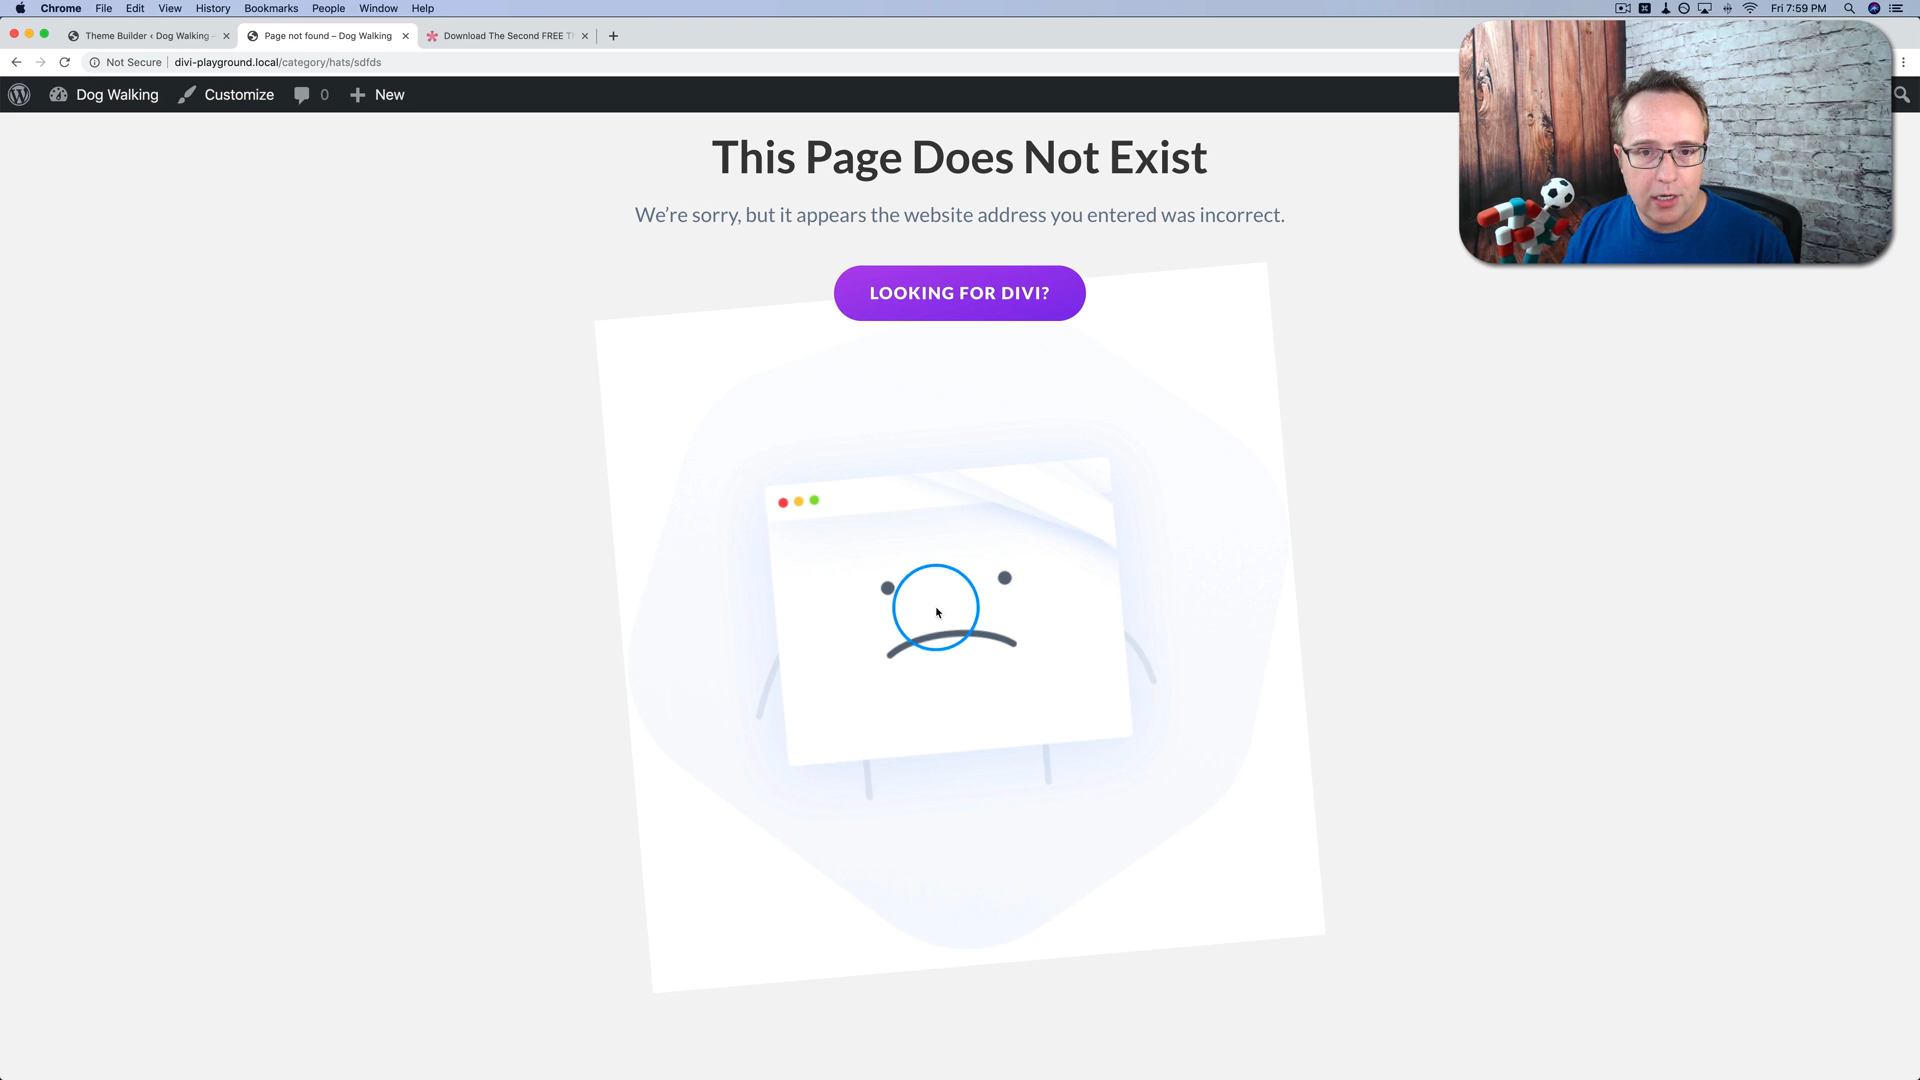 Chrome File Edit View History Bookmarks People Window Help Fri 7:59 PM
Theme Builder ‹ Dog Walking Page not found – Dog Walking Download The Second FREE
Not Secure divi-playground.local/category/hats/sdfds
Dog Walking Customize 0 New
This Page Does Not Exist
We're sorry, but it appears the website address you entered was incorrect.
LOOKING FOR DIVI?